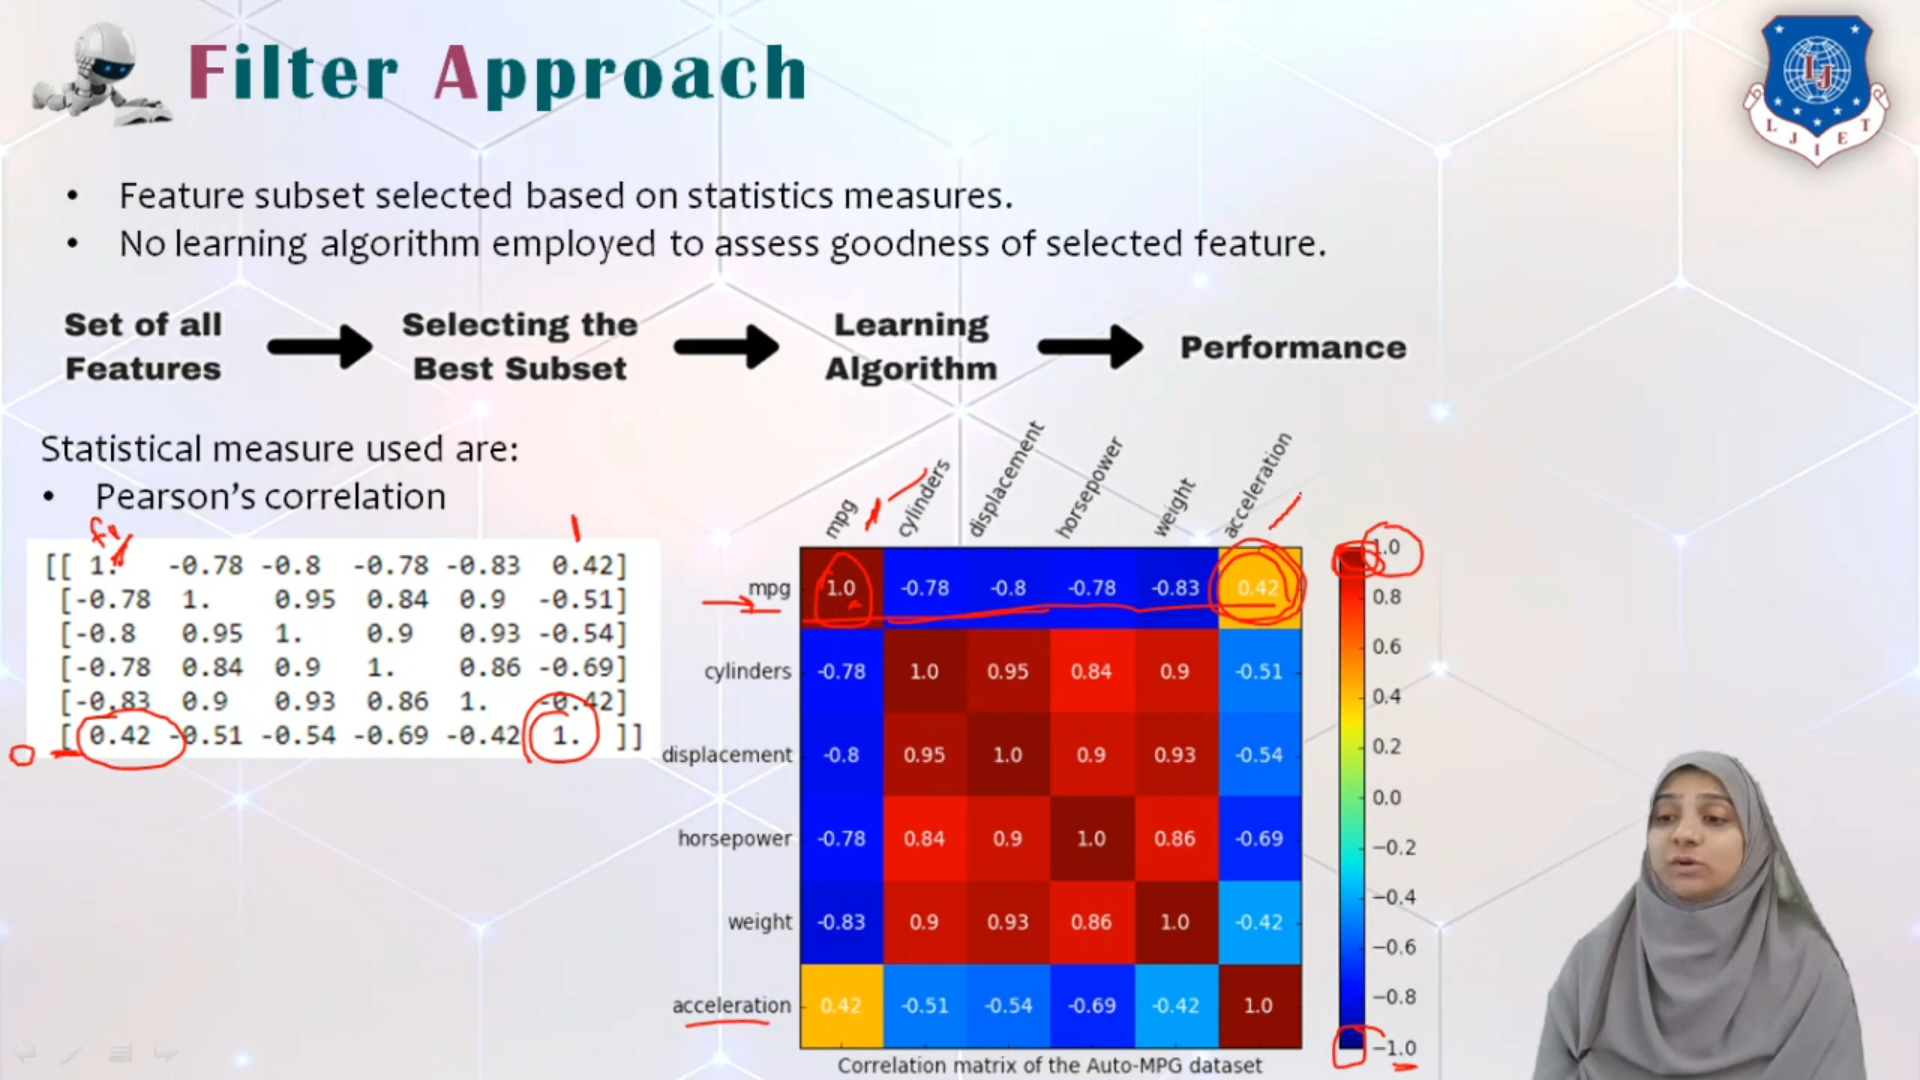 Filter Approach
L J I E T
• Feature subset selected based on statistics measures.
• No learning algorithm employed to assess goodness of selected feature.
Set of all Features
Selecting the Best Subset
Learning Algorithm
Performance
Statistical measure used are:
• Pearson's correlation
[[ 1. -0.78 -0.8 -0.78 -0.83 0.42]
[-0.78 1. 0.95 0.84 0.9 -0.51]
[-0.8 0.95 1. 0.9 0.93 -0.54]
[-0.78 0.84 0.9 1. 0.86 -0.69]
[-0.83 0.9 0.93 0.86 1. -0.42]
[ 0.42 -0.51 -0.54 -0.69 -0.42 1. ]]
mpg cylinders displacement horsepower weight acceleration
mpg 1.0 -0.78 -0.8 -0.78 -0.83 0.42
cylinders -0.78 1.0 0.95 0.84 0.9 -0.51
displacement -0.8 0.95 1.0 0.9 0.93 -0.54
horsepower -0.78 0.84 0.9 1.0 0.86 -0.69
weight -0.83 0.9 0.93 0.86 1.0 -0.42
acceleration 0.42 -0.51 -0.54 -0.69 -0.42 1.0
1.0
0.8
0.6
0.4
0.2
0.0
−0.2
−0.4
−0.6
−0.8
−1.0
Correlation matrix of the Auto-MPG dataset